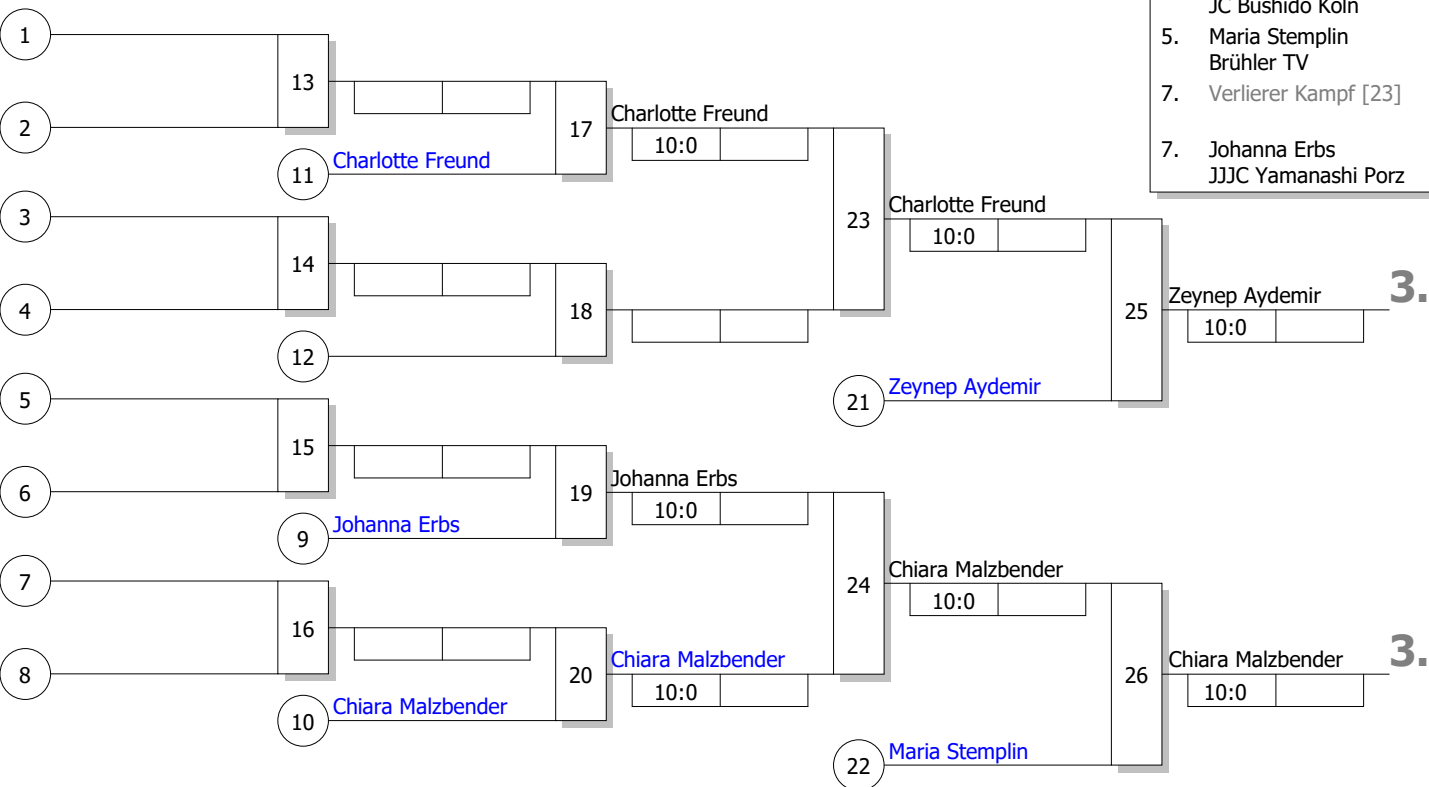 JC Bushido Köln
5. Maria Stemplin
Brühler TV
7. Verlierer Kampf [23]
7. Johanna Erbs
JJJC Yamanashi Porz
1
13
2
17
Charlotte Freund
10:0
11
Charlotte Freund
3
23
Charlotte Freund
10:0
14
4
18
25
Zeynep Aydemir
3.
10:0
12
5
21
Zeynep Aydemir
15
6
19
Johanna Erbs
10:0
9
Johanna Erbs
7
24
Chiara Malzbender
10:0
16
8
20
Chiara Malzbender
10:0
26
Chiara Malzbender
3.
10:0
10
Chiara Malzbender
22
Maria Stemplin